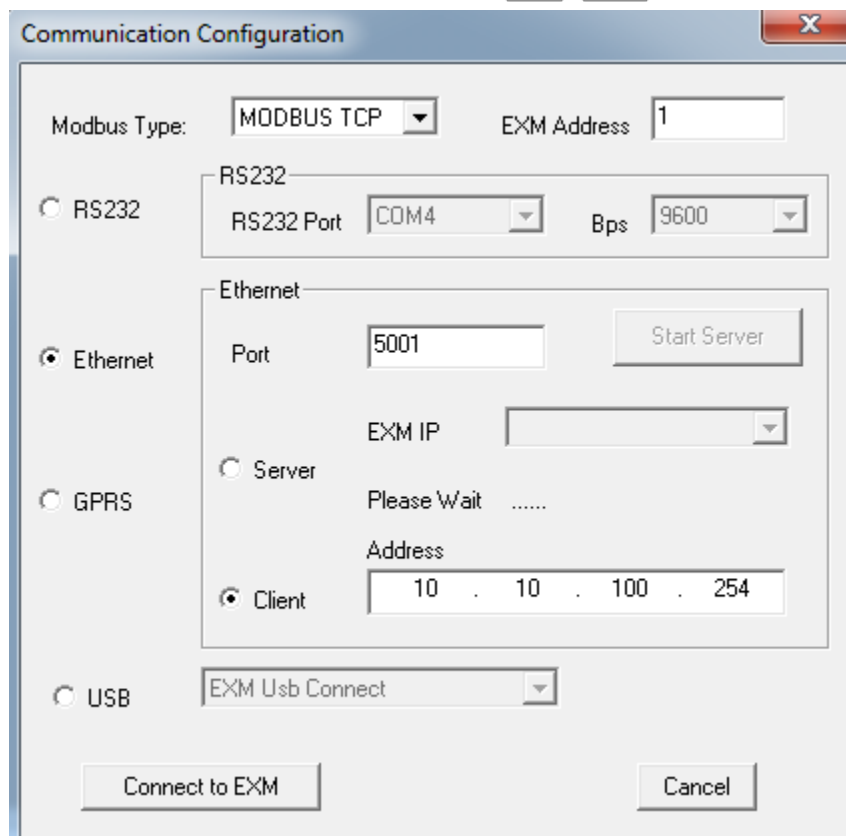 Communication Configuration
Modbus Type: MODBUS TCP EXM Address 1
RS232
RS232 RS232 Port COM4 Bps 9600
Ethernet
Ethernet Port 5001 Start Server
EXM IP
Server
GPRS Please Wait ......
Address
Client 10 . 10 . 100 . 254
USB EXM Usb Connect
Connect to EXM Cancel